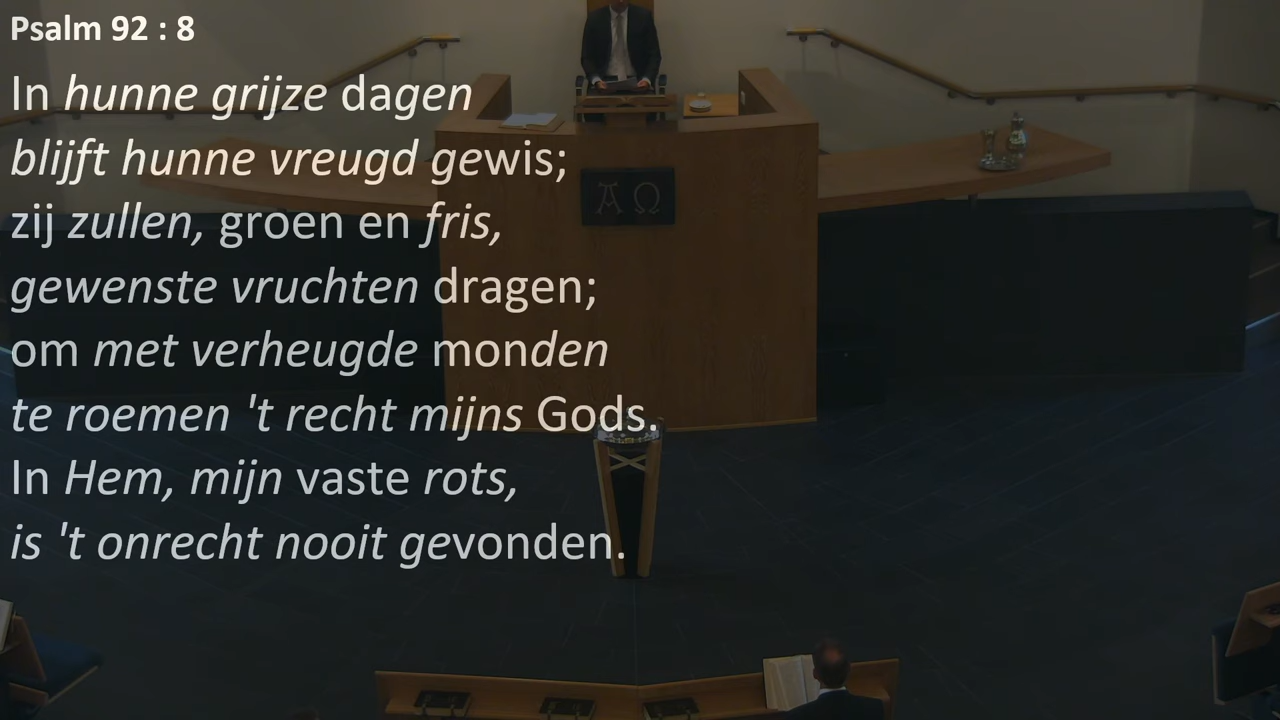 Psalm 92 : 8
In hunne grijze dagen
blijft hunne vreugd gewis;
zij zullen, groen en fris,
gewenste vruchten dragen;
om met verheugde monden
te roemen 't recht mijns Gods.
In Hem, mijn vaste rots,
is 't onrecht nooit gevonden.
Α Ω